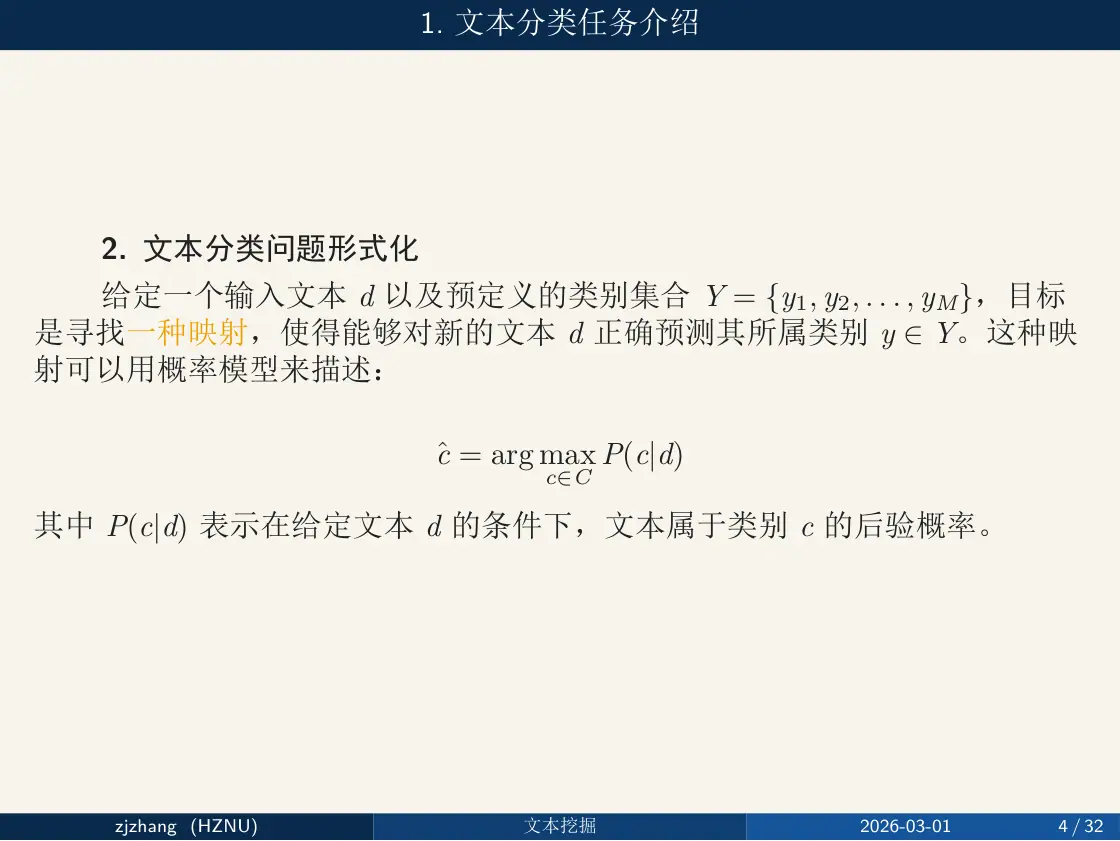 1. 文本分类任务介绍
2. 文本分类问题形式化
给定一个输入文本 d 以及预定义的类别集合 Y = {y₁, y₂, . . . , y_M}，目标
是寻找一种映射，使得能够对新的文本 d 正确预测其所属类别 y ∈ Y。这种映
射可以用概率模型来描述：
ĉ = arg max P(c|d)
c∈C
其中 P(c|d) 表示在给定文本 d 的条件下，文本属于类别 c 的后验概率。
zjzhang (HZNU) 文本挖掘 2026-03-01 4 / 32